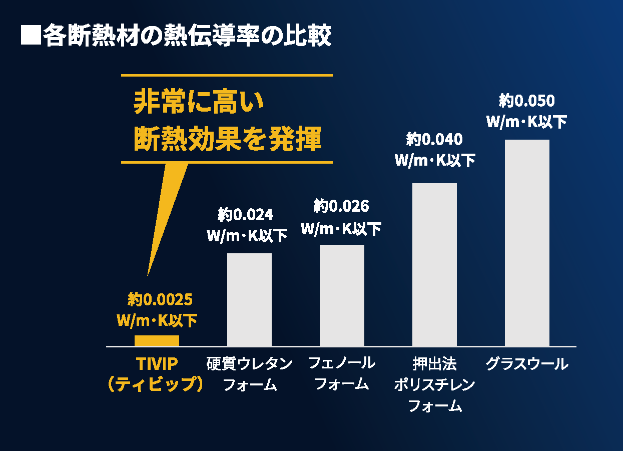 ■各断熱材の熱伝導率の比較
非常に高い
断熱効果を発揮
約0.0025
W/m・K以下
約0.024
W/m・K以下
約0.026
W/m・K以下
約0.040
W/m・K以下
約0.050
W/m・K以下
TIVIP
(ティビップ)
硬質ウレタン
フォーム
フェノール
フォーム
押出法
ポリスチレン
フォーム
グラスウール